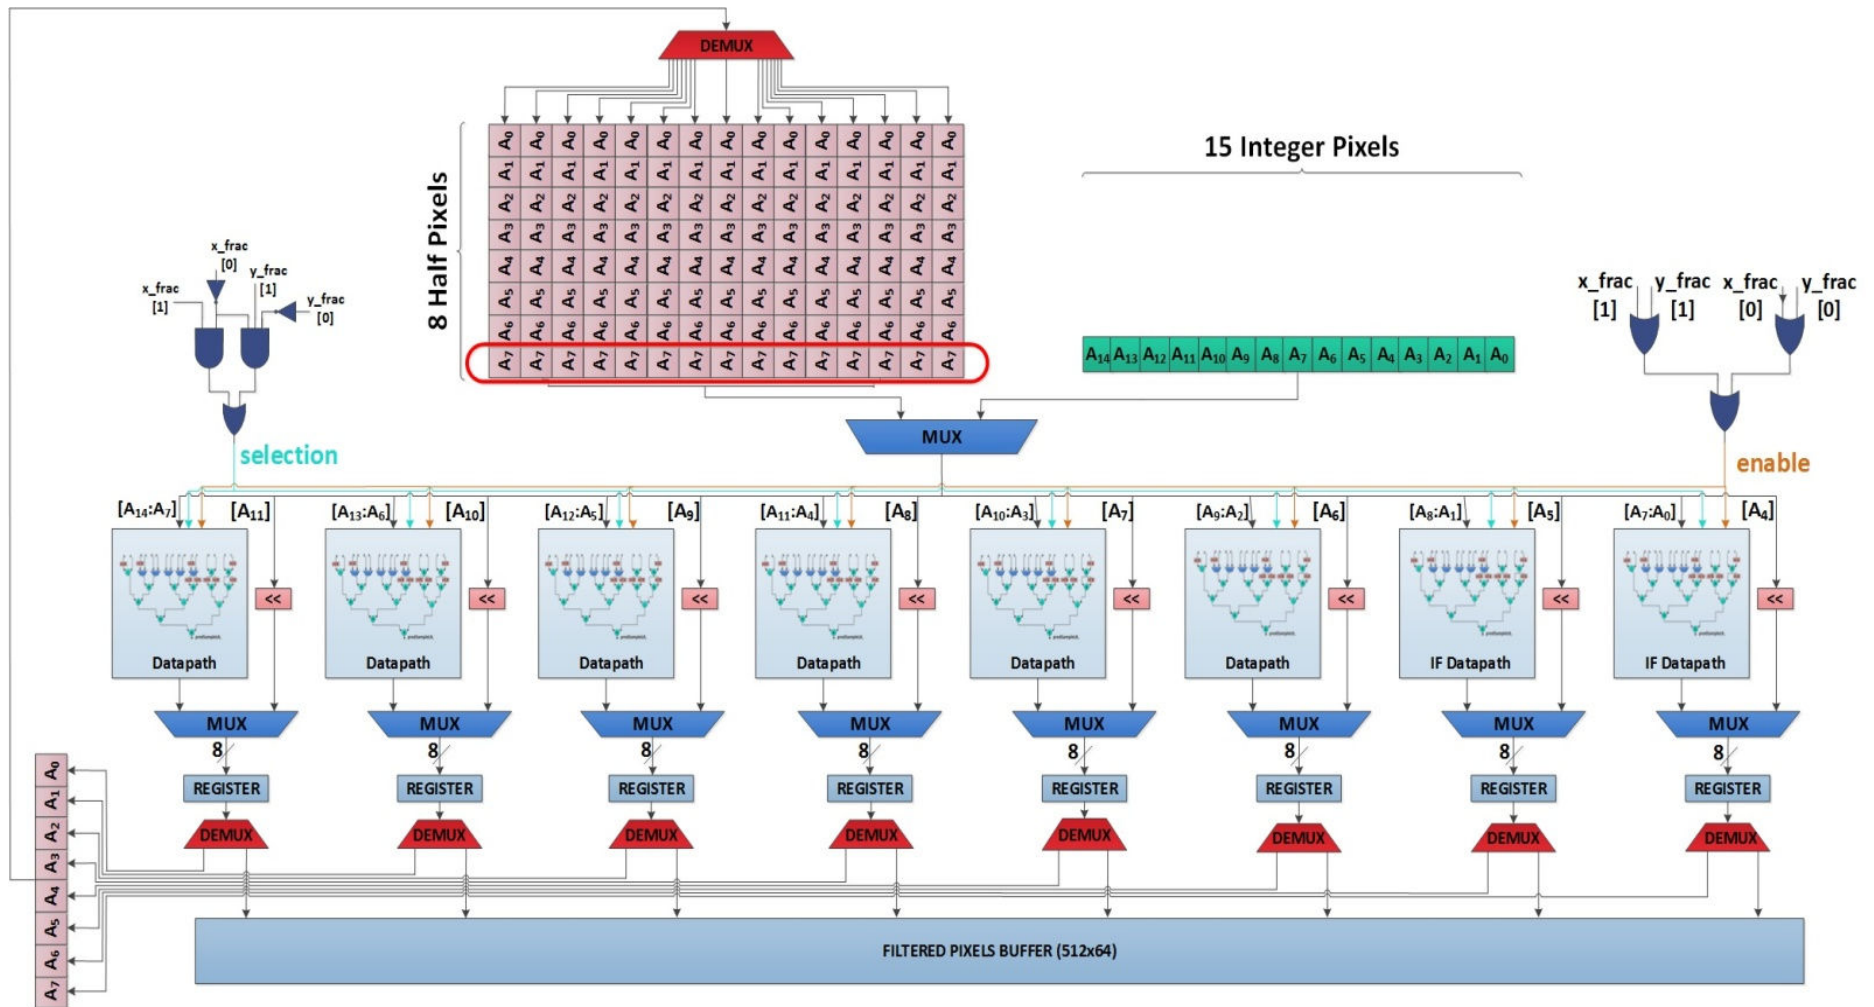 DEMUX
8 Half Pixels
A0 A0 A0 A0 A0 A0 A0 A0 A0 A0 A0 A0 A0 A0 A0
A1 A1 A1 A1 A1 A1 A1 A1 A1 A1 A1 A1 A1 A1 A1
A2 A2 A2 A2 A2 A2 A2 A2 A2 A2 A2 A2 A2 A2 A2
A3 A3 A3 A3 A3 A3 A3 A3 A3 A3 A3 A3 A3 A3 A3
A4 A4 A4 A4 A4 A4 A4 A4 A4 A4 A4 A4 A4 A4 A4
A5 A5 A5 A5 A5 A5 A5 A5 A5 A5 A5 A5 A5 A5 A5
A6 A6 A6 A6 A6 A6 A6 A6 A6 A6 A6 A6 A6 A6 A6
A7 A7 A7 A7 A7 A7 A7 A7 A7 A7 A7 A7 A7 A7 A7
15 Integer Pixels
A14 A13 A12 A11 A10 A9 A8 A7 A6 A5 A4 A3 A2 A1 A0
x_frac
[0]
x_frac
[1]
y_frac
[1]
y_frac
[0]
x_frac
[1]
y_frac
[1]
x_frac
[0]
y_frac
[0]
MUX
selection
enable
[A14:A7] [A11] [A13:A6] [A10] [A12:A5] [A9] [A11:A4] [A8] [A10:A3] [A7] [A9:A2] [A6] [A8:A1] [A5] [A7:A0] [A4]
<< << << << << << << <<
Datapath Datapath Datapath Datapath Datapath Datapath IF Datapath IF Datapath
MUX MUX MUX MUX MUX MUX MUX MUX
8 8 8 8 8 8 8 8
REGISTER REGISTER REGISTER REGISTER REGISTER REGISTER REGISTER REGISTER
DEMUX DEMUX DEMUX DEMUX DEMUX DEMUX DEMUX DEMUX
A0
A1
A2
A3
A4
A5
A6
A7
FILTERED PIXELS BUFFER (512x64)